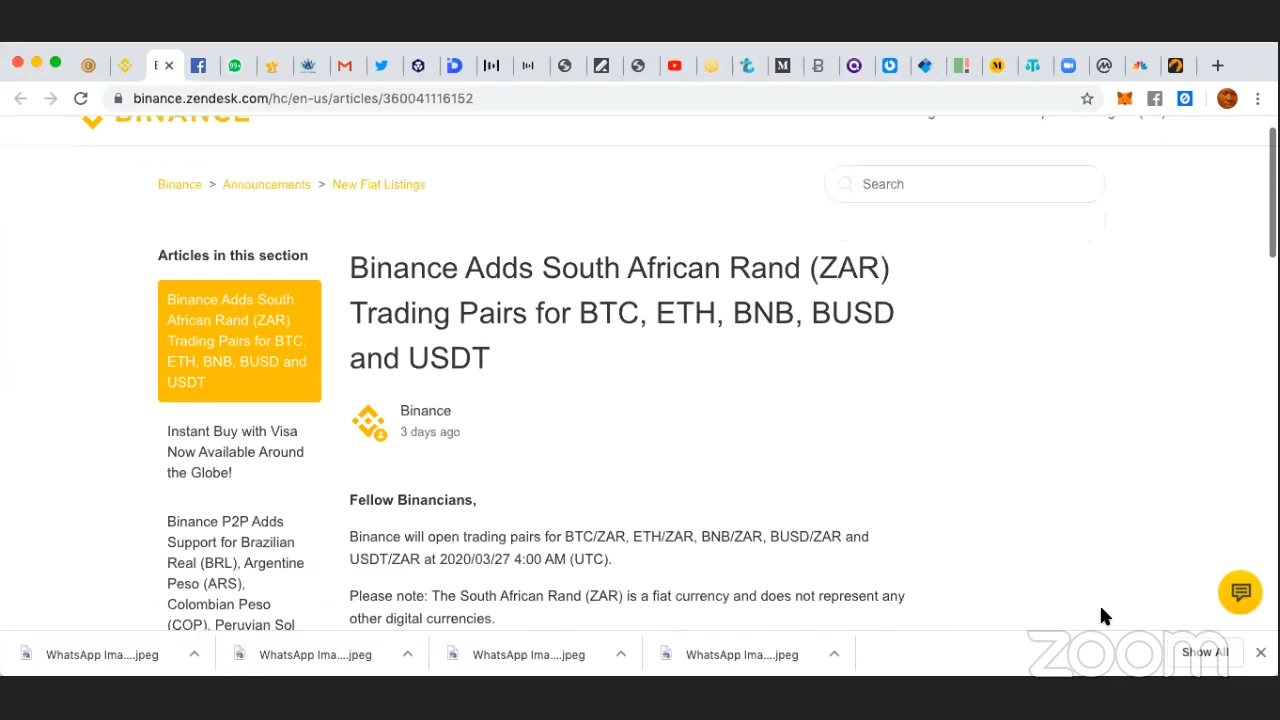 99+
E
binance.zendesk.com/hc/en-us/articles/360041116152
BINANCE
Binance > Announcements > New Fiat Listings
Search
Articles in this section
Binance Adds South
African Rand (ZAR)
Trading Pairs for BTC,
ETH, BNB, BUSD and
USDT
Instant Buy with Visa
Now Available Around
the Globe!
Binance P2P Adds
Support for Brazilian
Real (BRL), Argentine
Peso (ARS),
Colombian Peso
(COP), Peruvian Sol
Binance Adds South African Rand (ZAR)
Trading Pairs for BTC, ETH, BNB, BUSD
and USDT
Binance
3 days ago
Fellow Binancians,
Binance will open trading pairs for BTC/ZAR, ETH/ZAR, BNB/ZAR, BUSD/ZAR and
USDT/ZAR at 2020/03/27 4:00 AM (UTC).
Please note: The South African Rand (ZAR) is a fiat currency and does not represent any
other digital currencies.
WhatsApp Ima....jpeg
WhatsApp Ima....jpeg
WhatsApp Ima....jpeg
WhatsApp Ima....jpeg
Show All
zoom